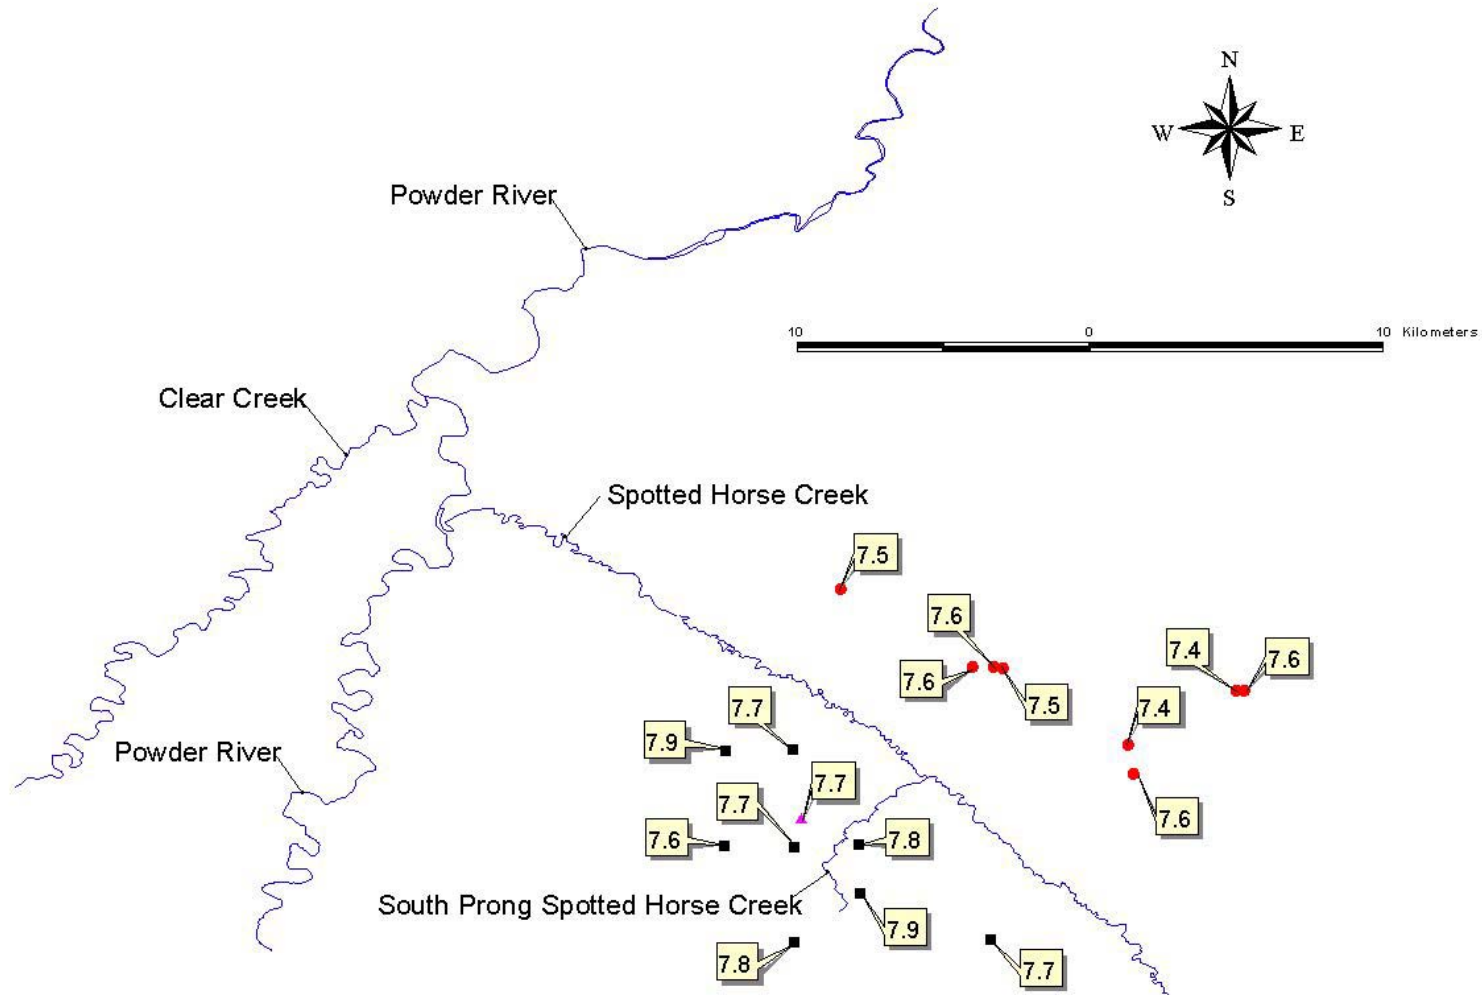 N
W E
S
Powder River
10 0 10 Kilometers
Clear Creek
Spotted Horse Creek
7.5
7.6
7.4 7.6
7.6
7.5
7.4
7.7
7.9
Powder River
7.7
7.7
7.6
7.6
7.8
South Prong Spotted Horse Creek
7.9
7.8
7.7